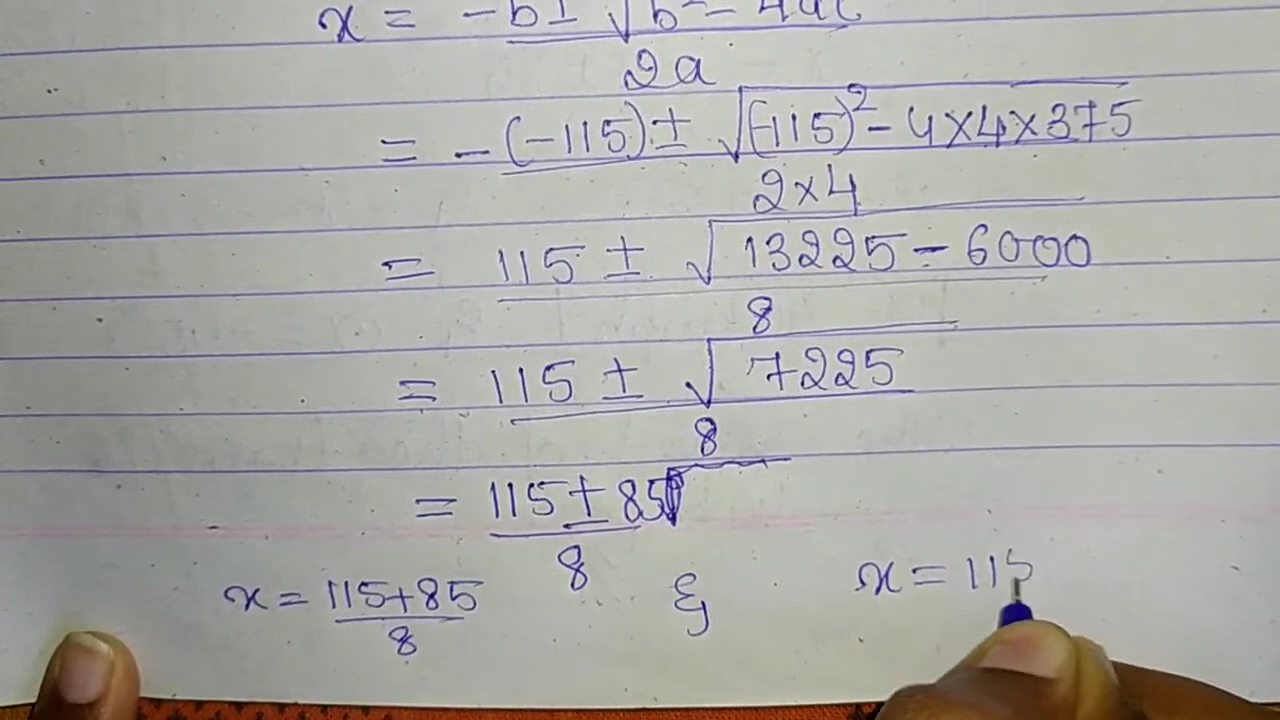 x = -b ± √b² - 4ac
2a
= -(-115) ± √(-115)² - 4×4×375
2×4
= 115 ± √13225 - 6000
8
= 115 ± √7225
8
= 115 ± 85
8
x = 115+85 & x = 115
8